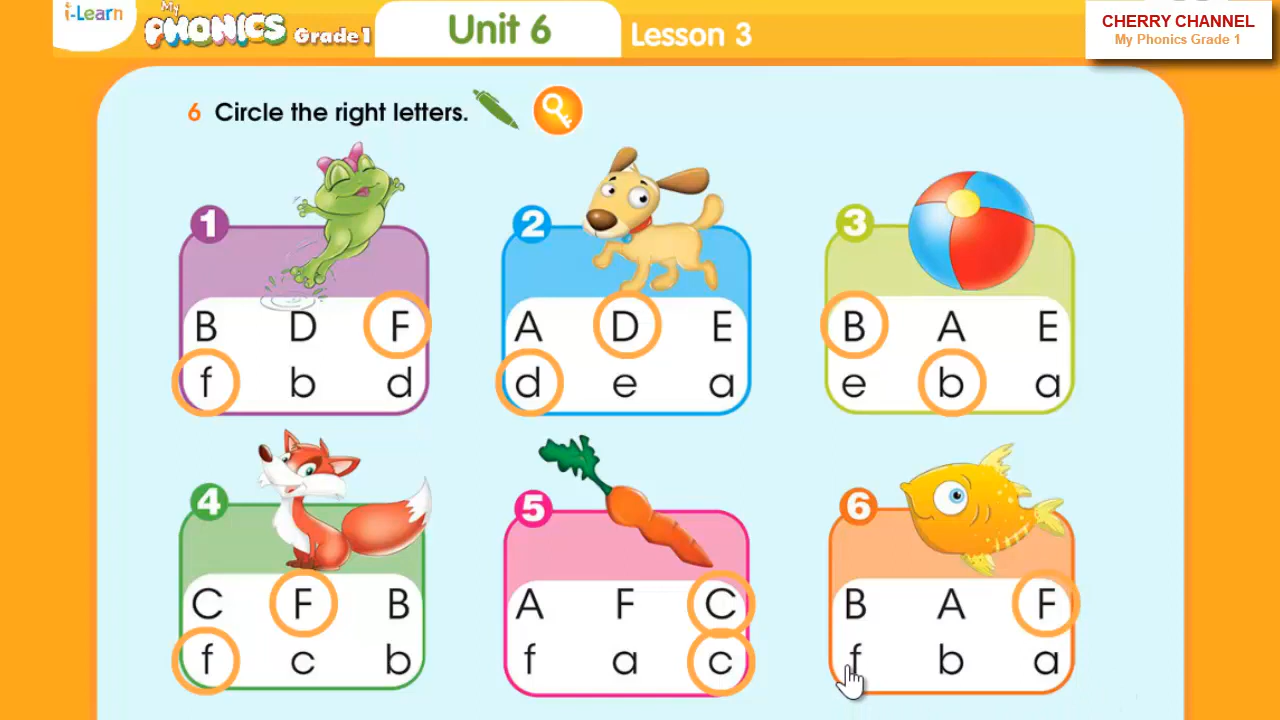 i-Learn
My
PHONICS Grade 1
Unit 6
Lesson 3
CHERRY CHANNEL
My Phonics Grade 1
6 Circle the right letters.
1
B D F
f b d
2
A D E
d e a
3
B A E
e b a
4
C F B
f c b
5
A F C
f a c
6
B A F
f b a